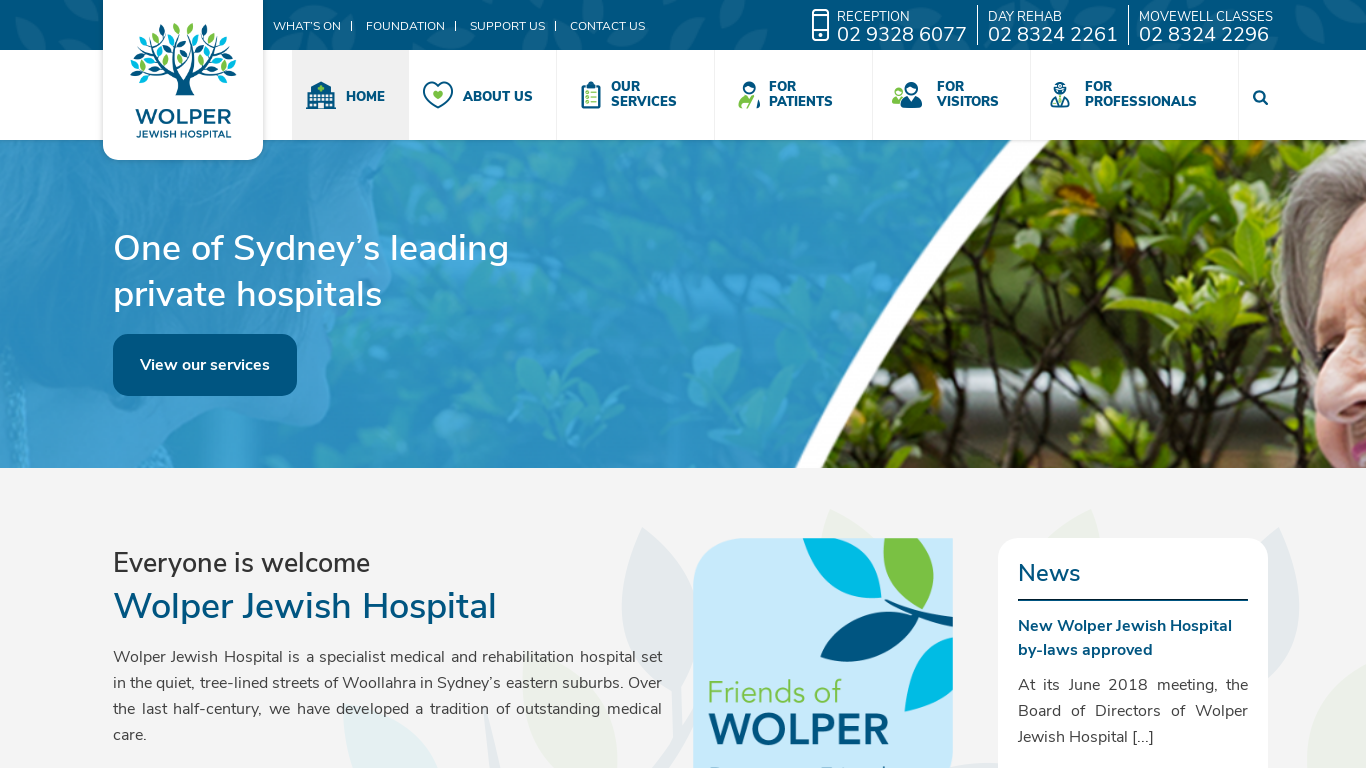 WHAT'S ON
FOUNDATION
SUPPORT US
CONTACT US
RECEPTION
02 9328 6077
DAY REHAB
02 8324 2261
MOVEWELL CLASSES
02 8324 2296
WOLPER
JEWISH HOSPITAL
HOME
ABOUT US
OUR
SERVICES
FOR
PATIENTS
FOR
VISITORS
FOR
PROFESSIONALS
One of Sydney’s leading
private hospitals
View our services
Everyone is welcome
Wolper Jewish Hospital
Wolper Jewish Hospital is a specialist medical and rehabilitation hospital set
in the quiet, tree-lined streets of Woollahra in Sydney’s eastern suburbs. Over
the last half-century, we have developed a tradition of outstanding medical
care.
Friends of
WOLPER
News
New Wolper Jewish Hospital
by-laws approved
At its June 2018 meeting, the
Board of Directors of Wolper
Jewish Hospital [...]